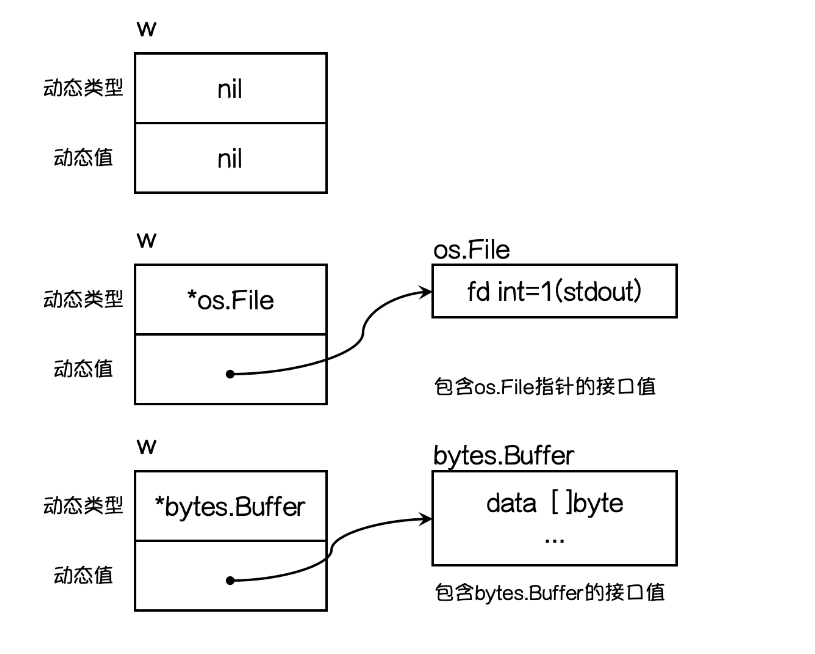 w
动态类型 nil
动态值 nil
w
os.File
动态类型 *os.File
fd int=1(stdout)
动态值
包含os.File指针的接口值
w
bytes.Buffer
动态类型 *bytes.Buffer
data []byte
...
动态值
包含bytes.Buffer的接口值